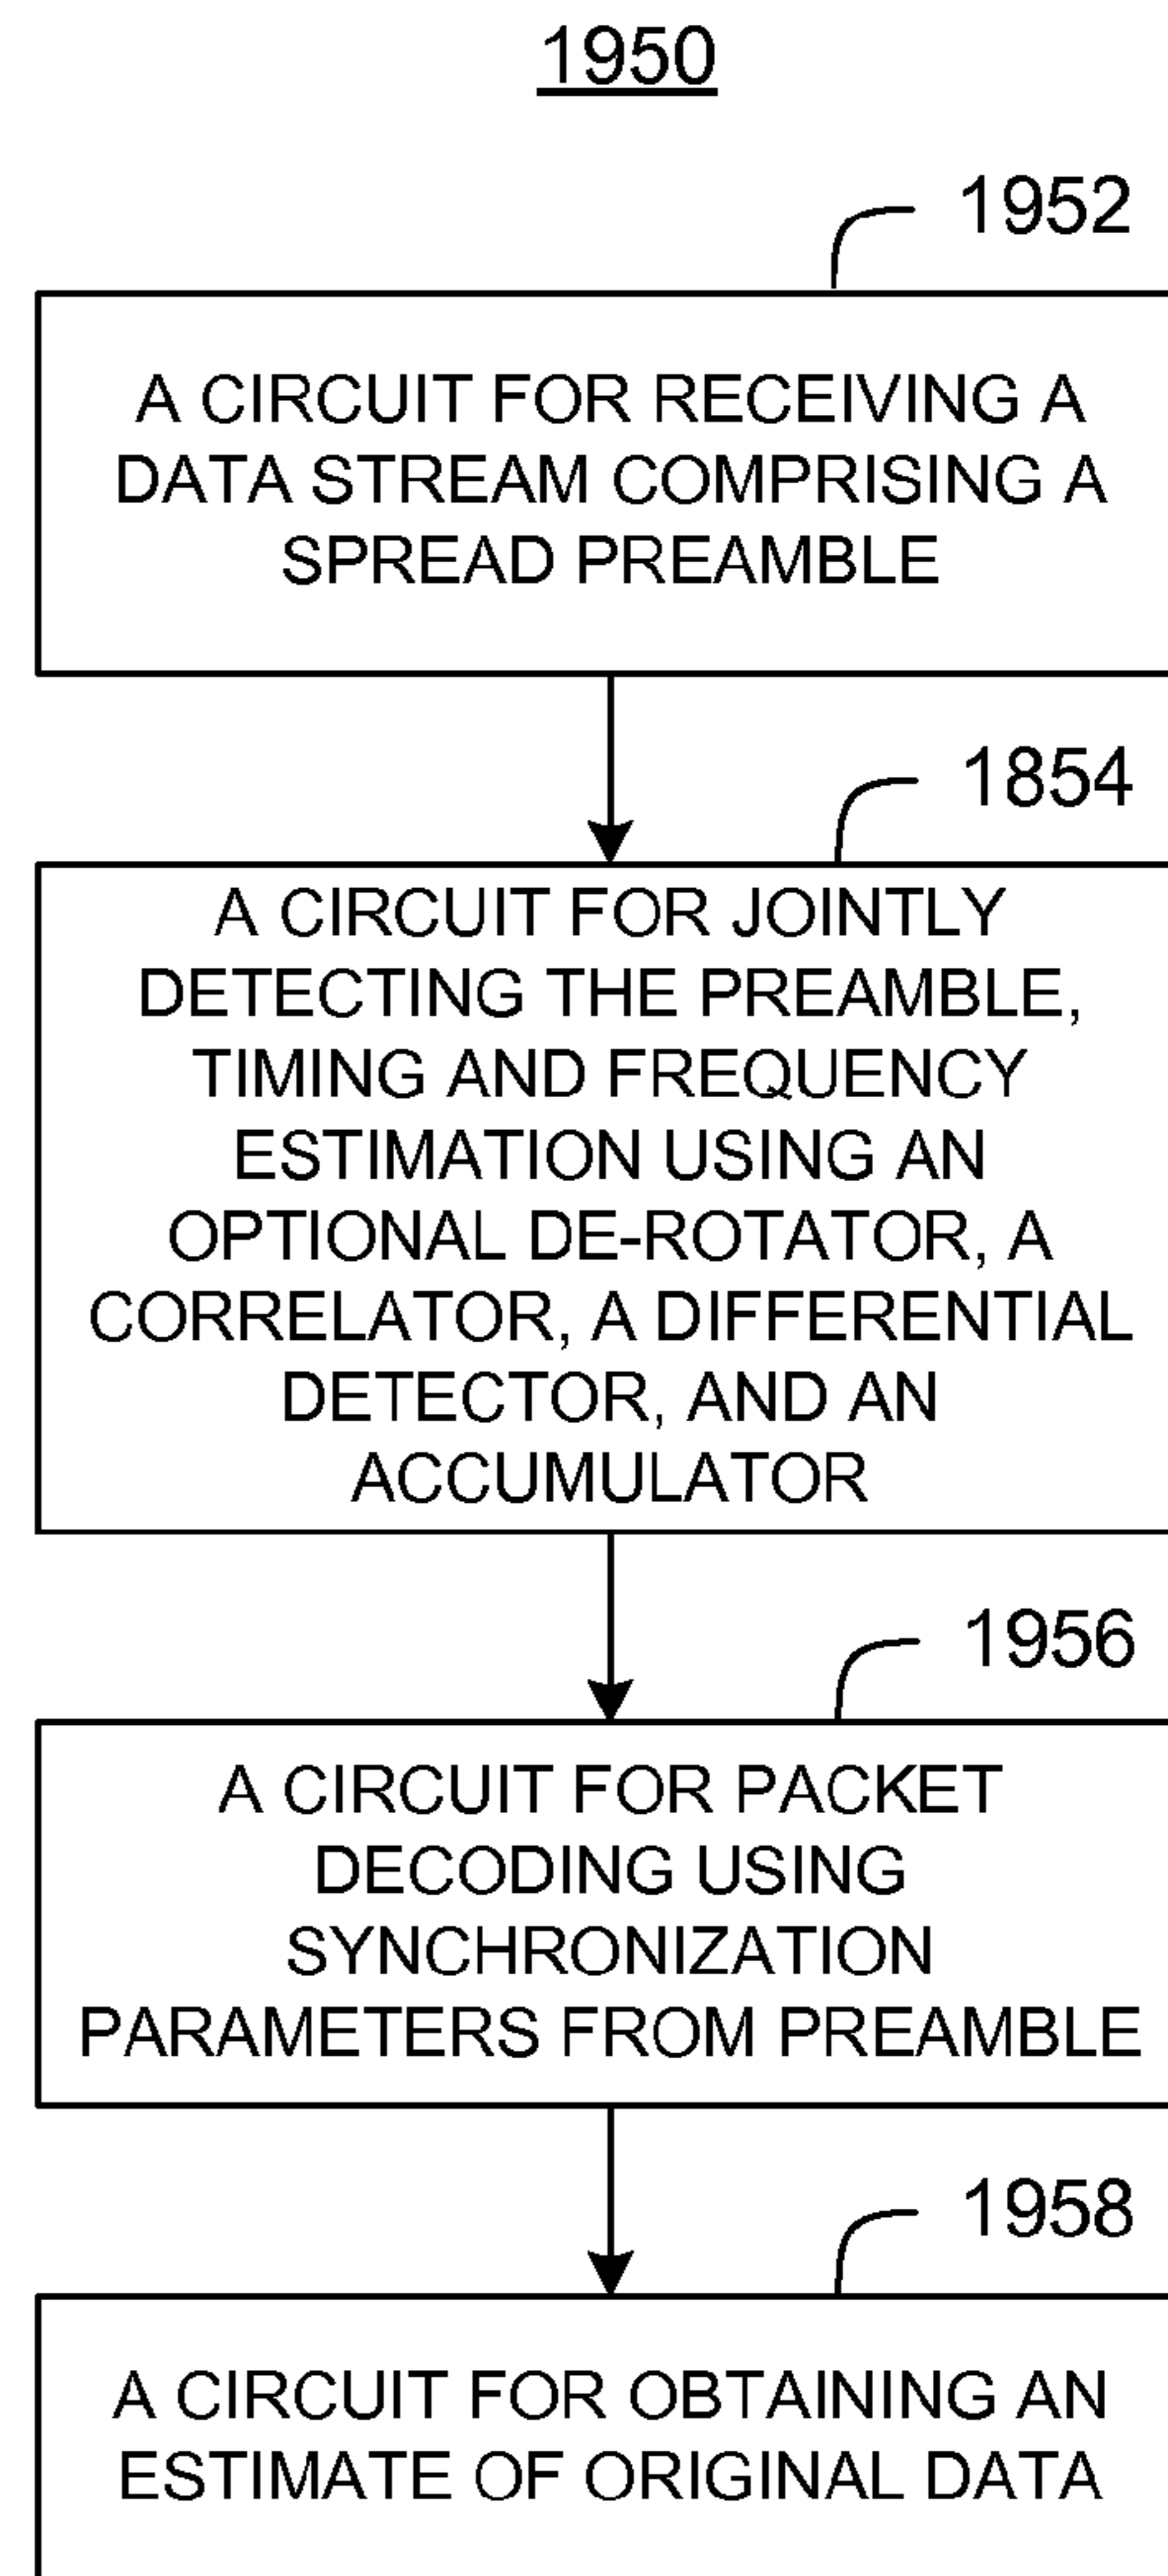 1950
1952
A CIRCUIT FOR RECEIVING A
DATA STREAM COMPRISING A
SPREAD PREAMBLE
1854
A CIRCUIT FOR JOINTLY
DETECTING THE PREAMBLE,
TIMING AND FREQUENCY
ESTIMATION USING AN
OPTIONAL DE-ROTATOR, A
CORRELATOR, A DIFFERENTIAL
DETECTOR, AND AN
ACCUMULATOR
1956
A CIRCUIT FOR PACKET
DECODING USING
SYNCHRONIZATION
PARAMETERS FROM PREAMBLE
1958
A CIRCUIT FOR OBTAINING AN
ESTIMATE OF ORIGINAL DATA